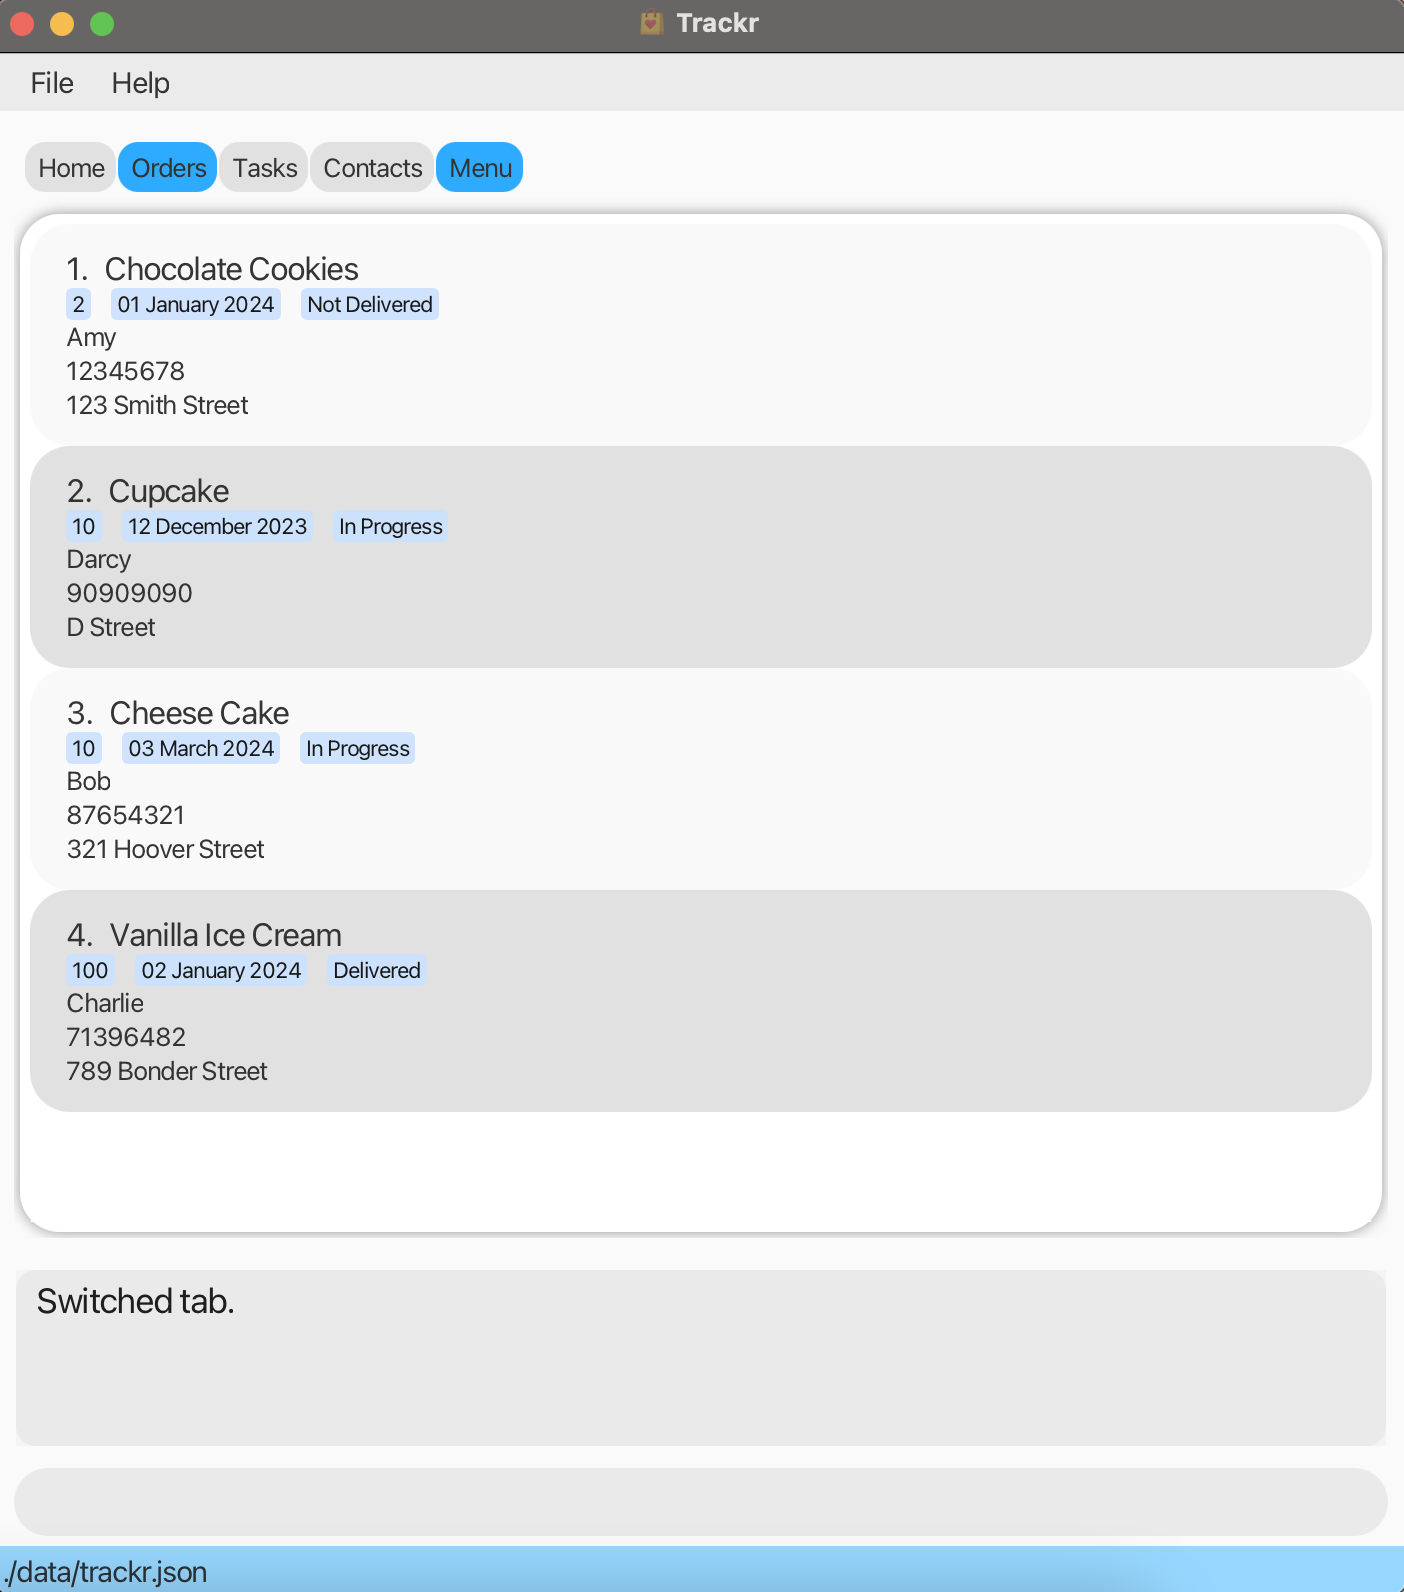 Trackr
File Help
Home Orders Tasks Contacts Menu
1. Chocolate Cookies
2 01 January 2024 Not Delivered
Amy
12345678
123 Smith Street
2. Cupcake
10 12 December 2023 In Progress
Darcy
90909090
D Street
3. Cheese Cake
10 03 March 2024 In Progress
Bob
87654321
321 Hoover Street
4. Vanilla Ice Cream
100 02 January 2024 Delivered
Charlie
71396482
789 Bonder Street
Switched tab.
./data/trackr.json